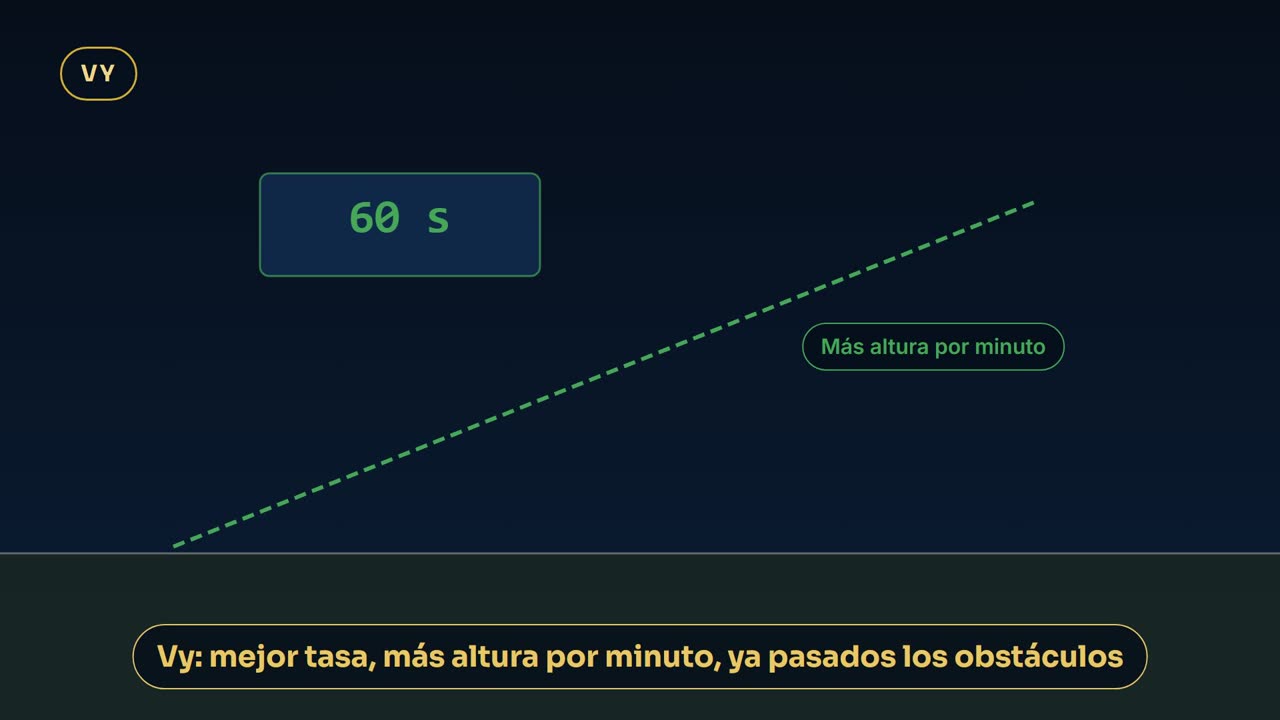 VY
60 s
Más altura por minuto
Vy: mejor tasa, más altura por minuto, ya pasados los obstáculos